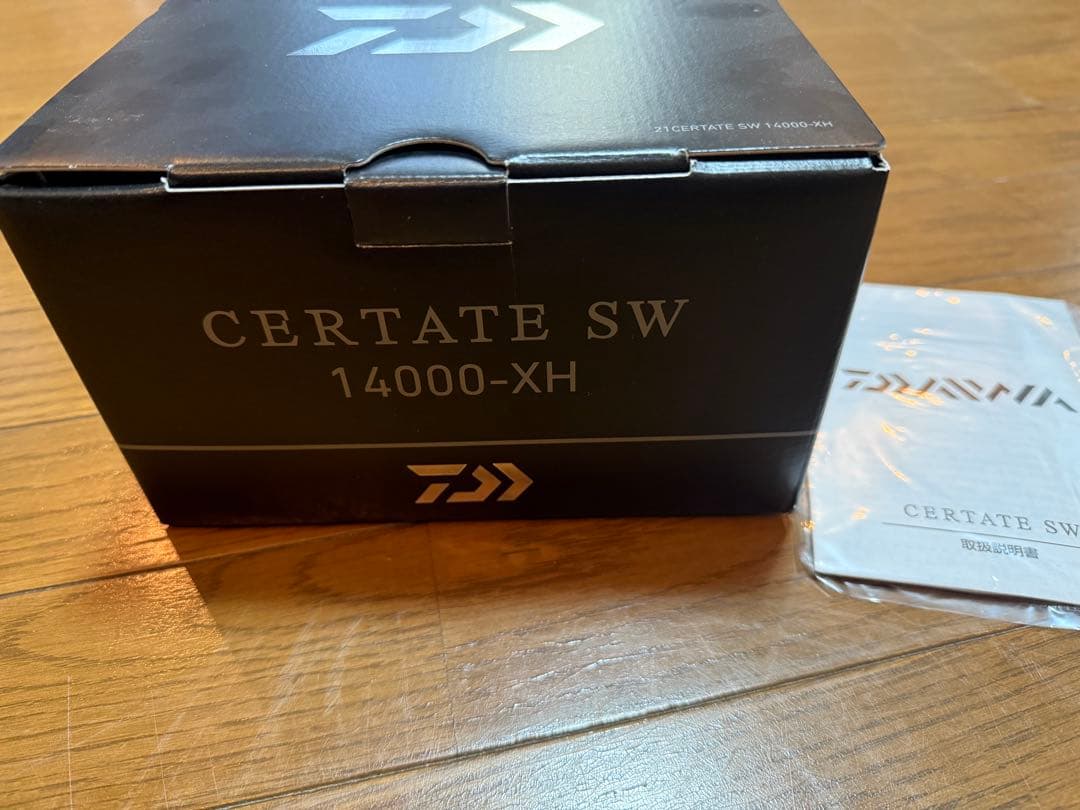 21CERTATE SW 14000-XH
CERTATE SW
14000-XH
DAIWA
CERTATE SW
取扱説明書